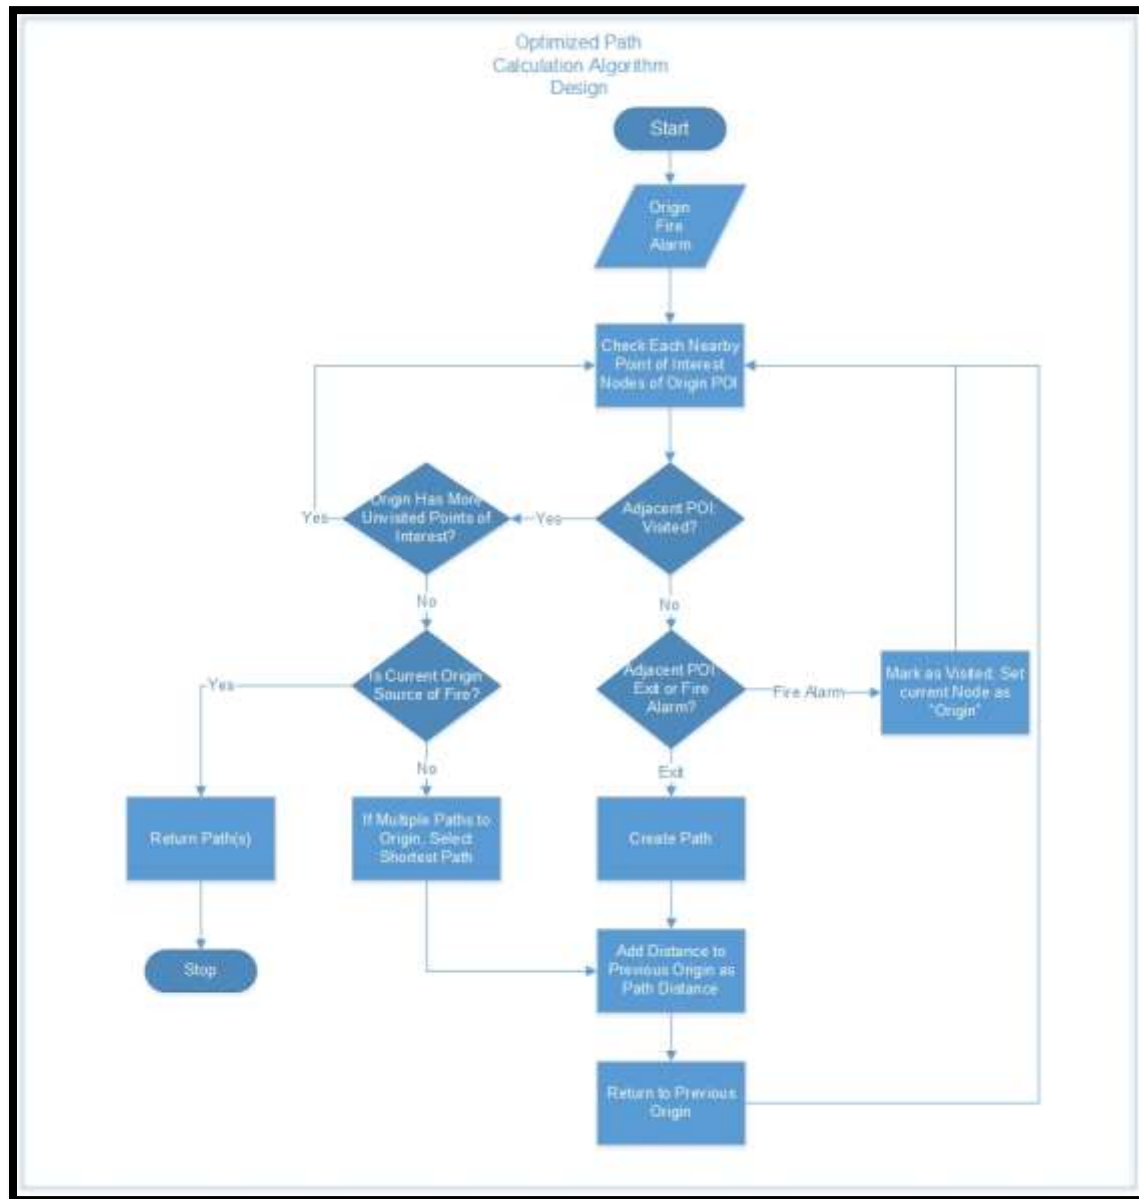 Optimized Path
Calculation Algorithm
Design
Start
Origin
Fire
Alarm
Check Each Nearby
Point of Interest
Nodes of Origin POI
Origin Has More
Unvisited Points of
Interest?
Yes
Yes
Adjacent POI
Visited?
No
No
Is Current Origin
Source of Fire?
Yes
Adjacent POI
Exit or Fire
Alarm?
Fire Alarm
Mark as Visited. Set
current Node as
"Origin"
No
Exit
Return Path(s)
If Multiple Paths to
Origin, Select
Shortest Path
Create Path
Add Distance to
Previous Origin as
Path Distance
Stop
Return to Previous
Origin